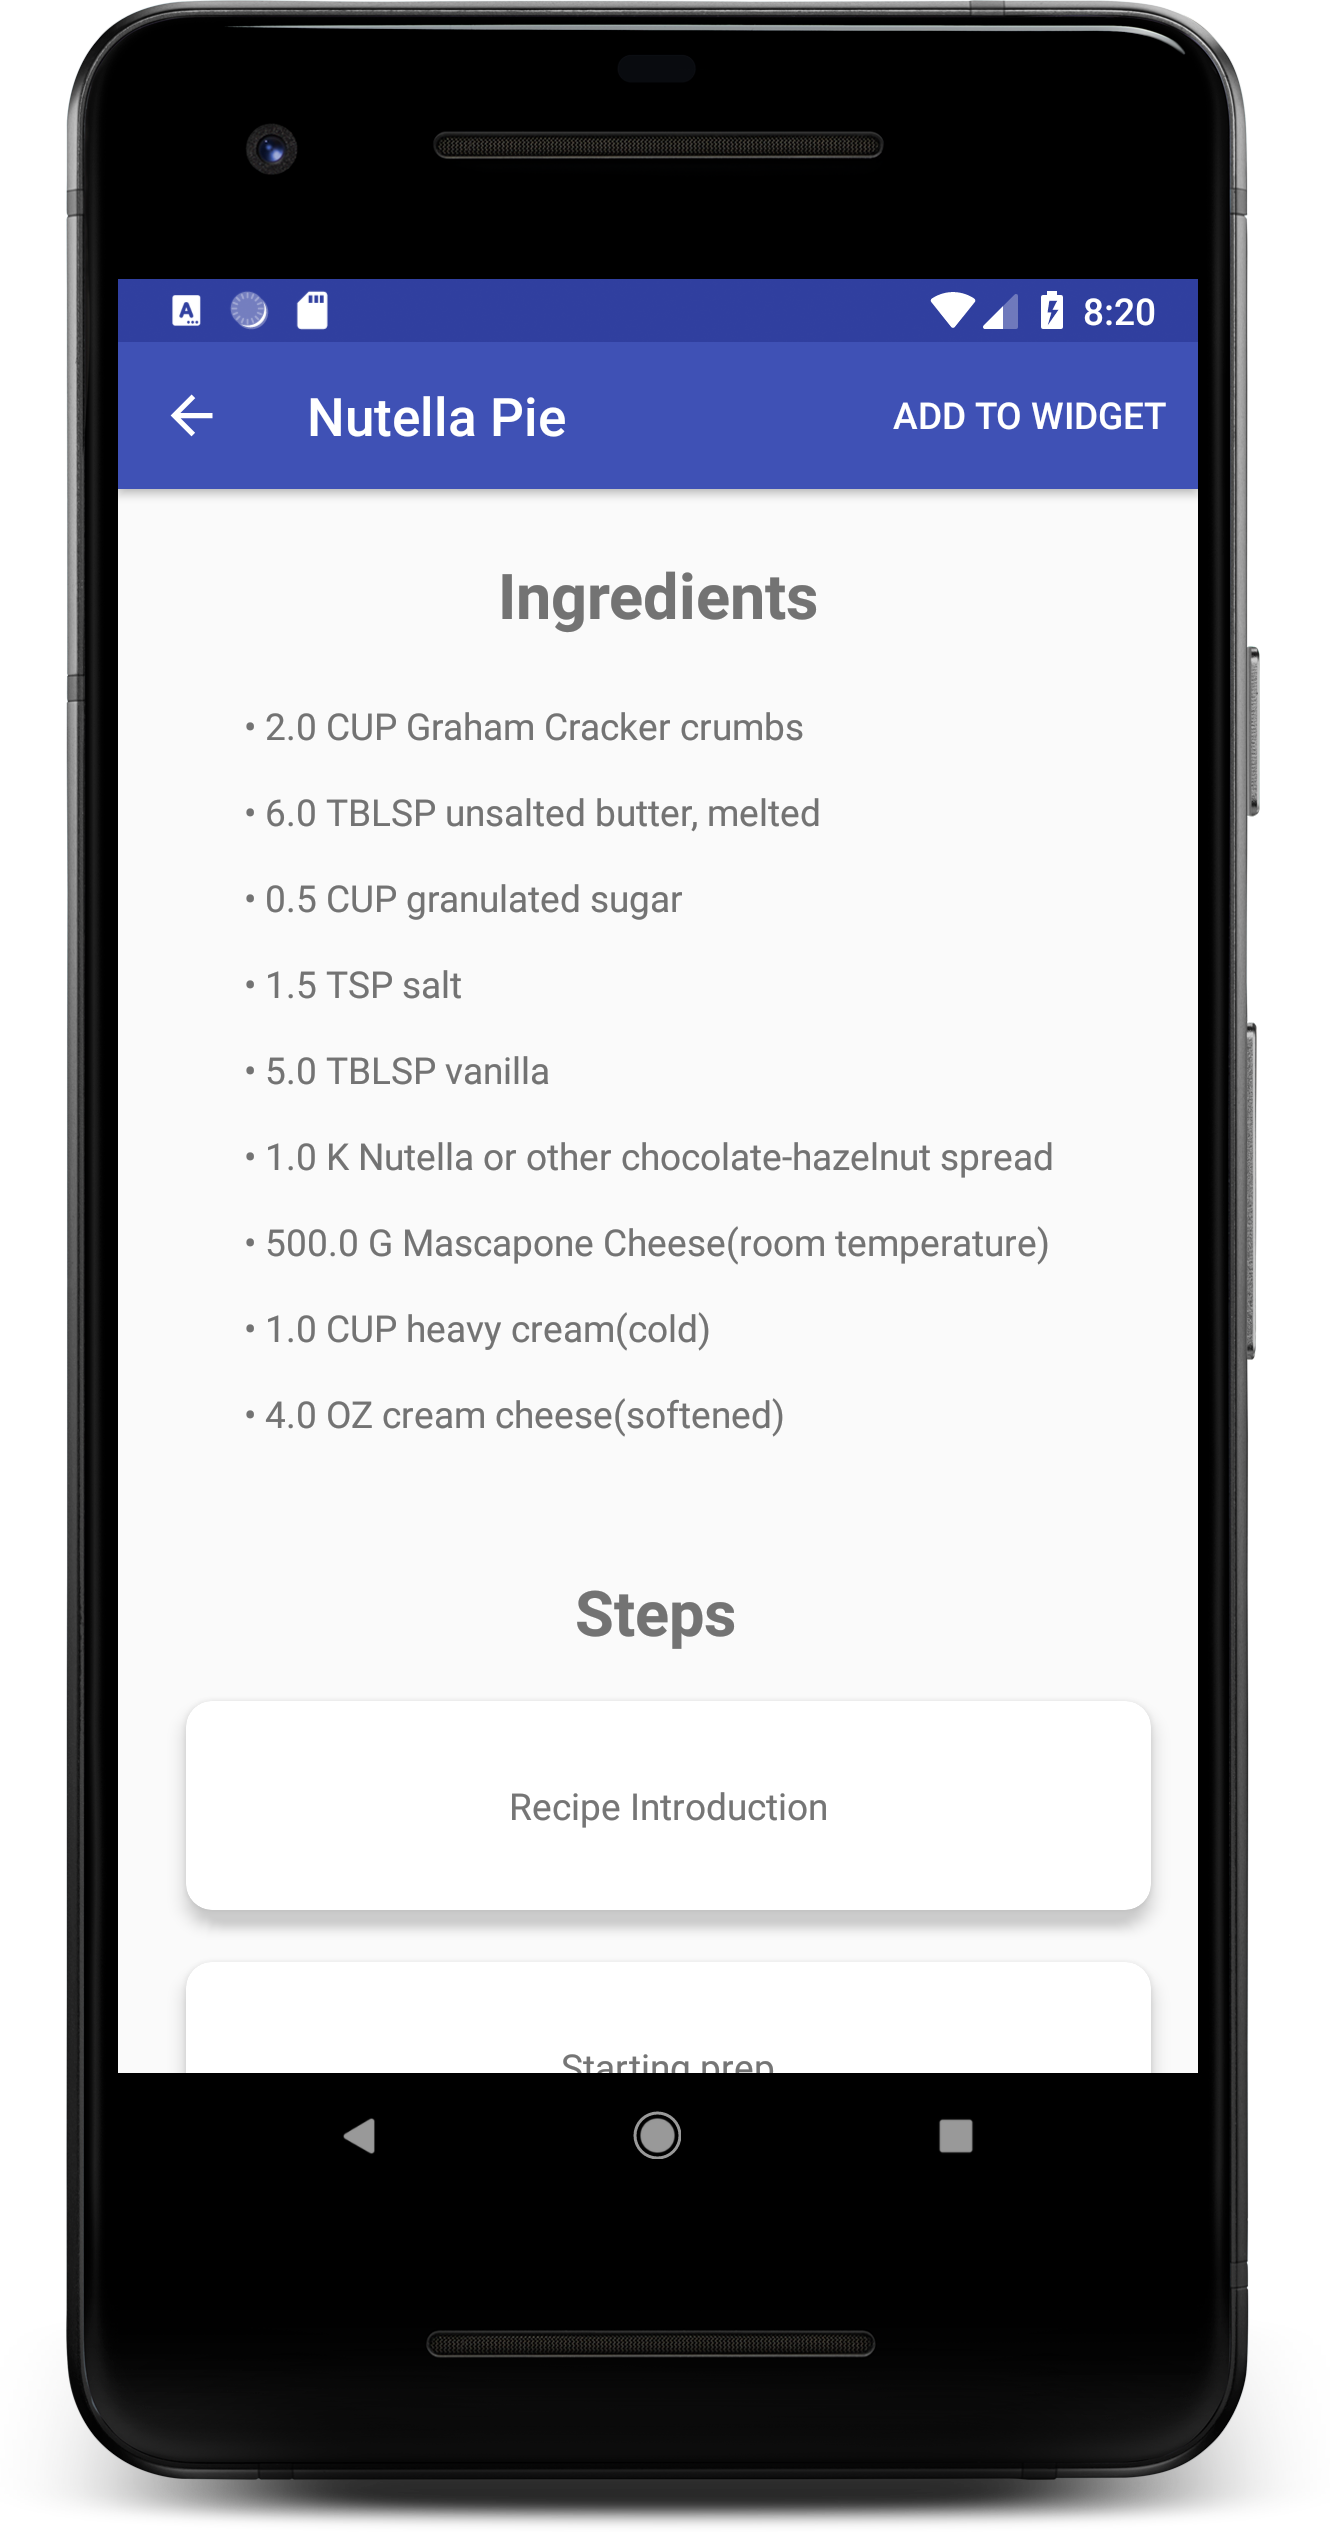 8:20
Nutella Pie
ADD TO WIDGET
Ingredients
• 2.0 CUP Graham Cracker crumbs
• 6.0 TBLSP unsalted butter, melted
• 0.5 CUP granulated sugar
• 1.5 TSP salt
• 5.0 TBLSP vanilla
• 1.0 K Nutella or other chocolate-hazelnut spread
• 500.0 G Mascapone Cheese(room temperature)
• 1.0 CUP heavy cream(cold)
• 4.0 OZ cream cheese(softened)
Steps
Recipe Introduction
Starting prep